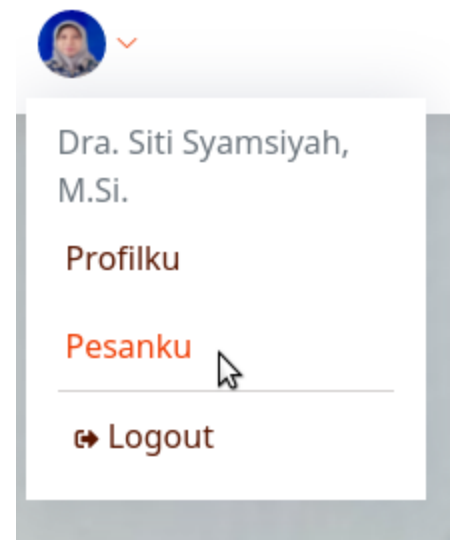 Dra. Siti Syamsiyah,
M.Si.
Profilku
Pesanku
Logout